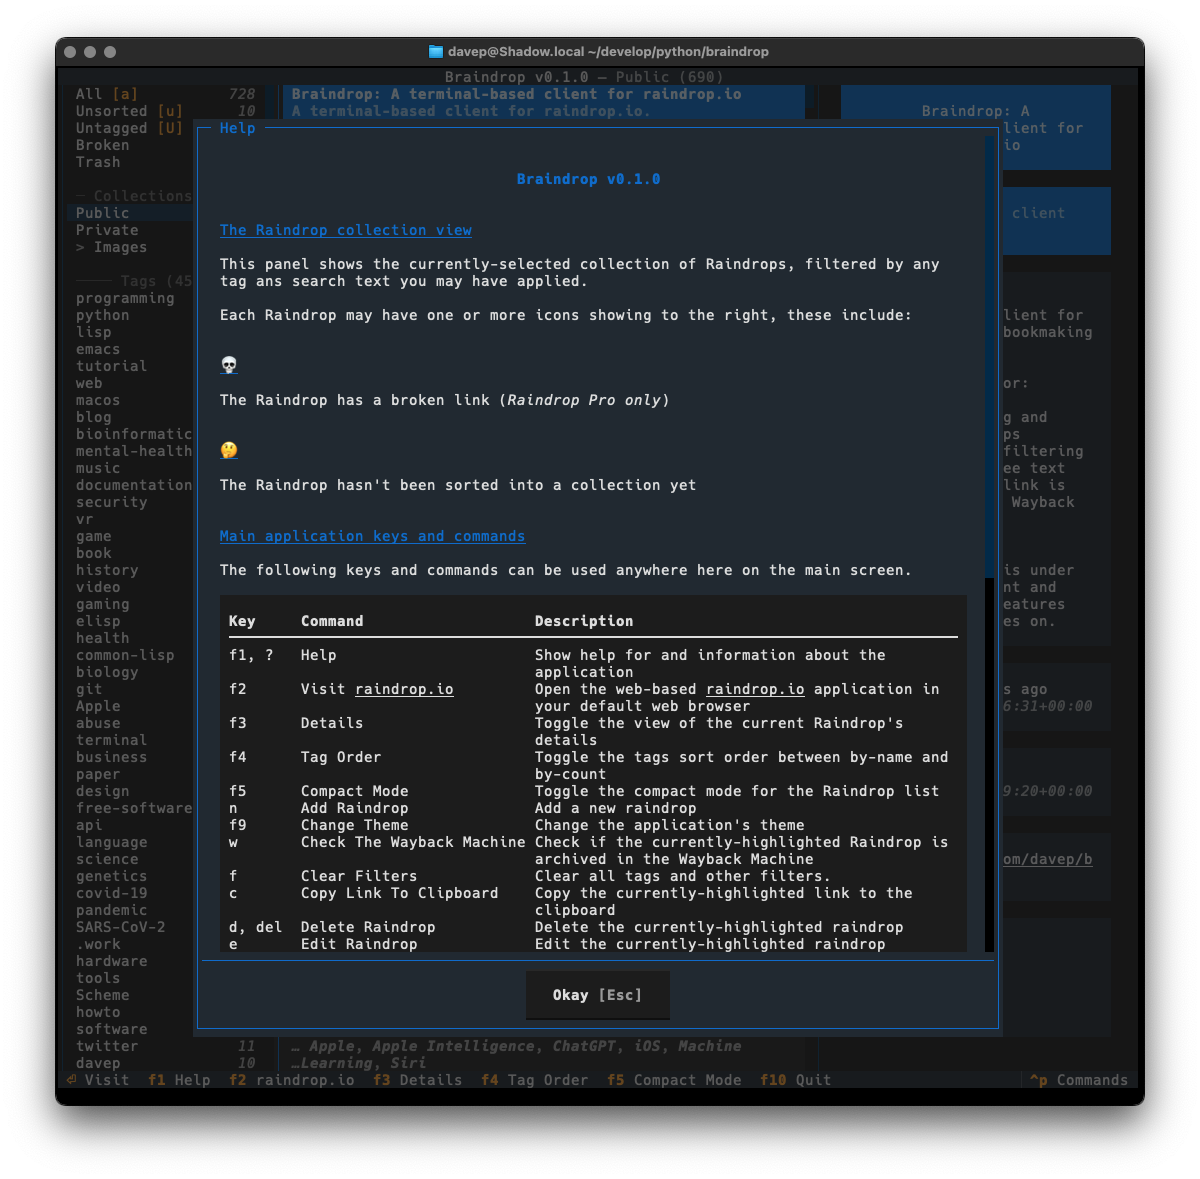 davep@Shadow.local ~/develop/python/braindrop
Braindrop v0.1.0 — Public (690)
All [a] 728
Unsorted [u] 10
Untagged [U]
Broken
Trash
Collections
Public
Private
> Images
Tags (45
programming
python
lisp
emacs
tutorial
web
macos
blog
bioinformatic
mental-health
music
documentation
security
vr
game
book
history
video
gaming
elisp
health
common-lisp
biology
git
Apple
abuse
terminal
business
paper
design
free-software
api
language
science
genetics
covid-19
pandemic
SARS-CoV-2
.work
hardware
tools
Scheme
howto
software
twitter 11
davep 10
Braindrop: A terminal-based client for raindrop.io
A terminal-based client for raindrop.io.
Help
Braindrop v0.1.0
The Raindrop collection view
This panel shows the currently-selected collection of Raindrops, filtered by any
tag ans search text you may have applied.
Each Raindrop may have one or more icons showing to the right, these include:
💀
The Raindrop has a broken link (Raindrop Pro only)
🤔
The Raindrop hasn't been sorted into a collection yet
Main application keys and commands
The following keys and commands can be used anywhere here on the main screen.
Key Command Description
f1, ? Help Show help for and information about the
application
f2 Visit raindrop.io Open the web-based raindrop.io application in
your default web browser
f3 Details Toggle the view of the current Raindrop's
details
f4 Tag Order Toggle the tags sort order between by-name and
by-count
f5 Compact Mode Toggle the compact mode for the Raindrop list
n Add Raindrop Add a new raindrop
f9 Change Theme Change the application's theme
w Check The Wayback Machine Check if the currently-highlighted Raindrop is
archived in the Wayback Machine
f Clear Filters Clear all tags and other filters.
c Copy Link To Clipboard Copy the currently-highlighted link to the
clipboard
d, del Delete Raindrop Delete the currently-highlighted raindrop
e Edit Raindrop Edit the currently-highlighted raindrop
Okay [Esc]
… Apple, Apple Intelligence, ChatGPT, iOS, Machine
…Learning, Siri
Braindrop: A
lient for
io
client
lient for
bookmaking
or:
g and
ps
filtering
ee text
link is
Wayback
is under
nt and
eatures
es on.
s ago
6:31+00:00
9:20+00:00
om/davep/b
⏎ Visit f1 Help f2 raindrop.io f3 Details f4 Tag Order f5 Compact Mode f10 Quit ^p Commands